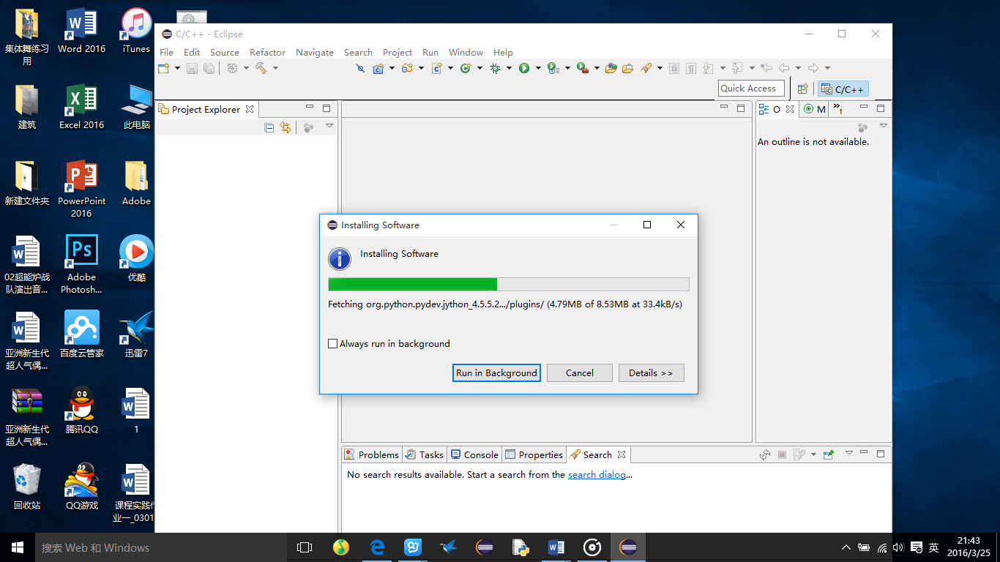 集体舞练习
用
Word 2016
iTunes
建筑
Excel 2016
此电脑
新建文件夹
PowerPoint
2016
Adobe
02超能炉战
队演出音...
Ps
Adobe
Photosh...
优酷
亚洲新生代
超人气偶...
百度云管家
迅雷7
亚洲新生代
超人气偶...
腾讯QQ
1
回收站
QQ游戏
课程实践作
业一_0301
C/C++ - Eclipse
File Edit Source Refactor Navigate Search Project Run Window Help
Quick Access
C/C++
Project Explorer
O
M
»1
An outline is not available.
Installing Software
Installing Software
Fetching org.python.pydev.jython_4.5.5.2.../plugins/ (4.79MB of 8.53MB at 33.4kB/s)
Always run in background
Run in Background
Cancel
Details >>
Problems
Tasks
Console
Properties
Search
No search results available. Start a search from the search dialog...
搜索 Web 和 Windows
英
21:43
2016/3/25